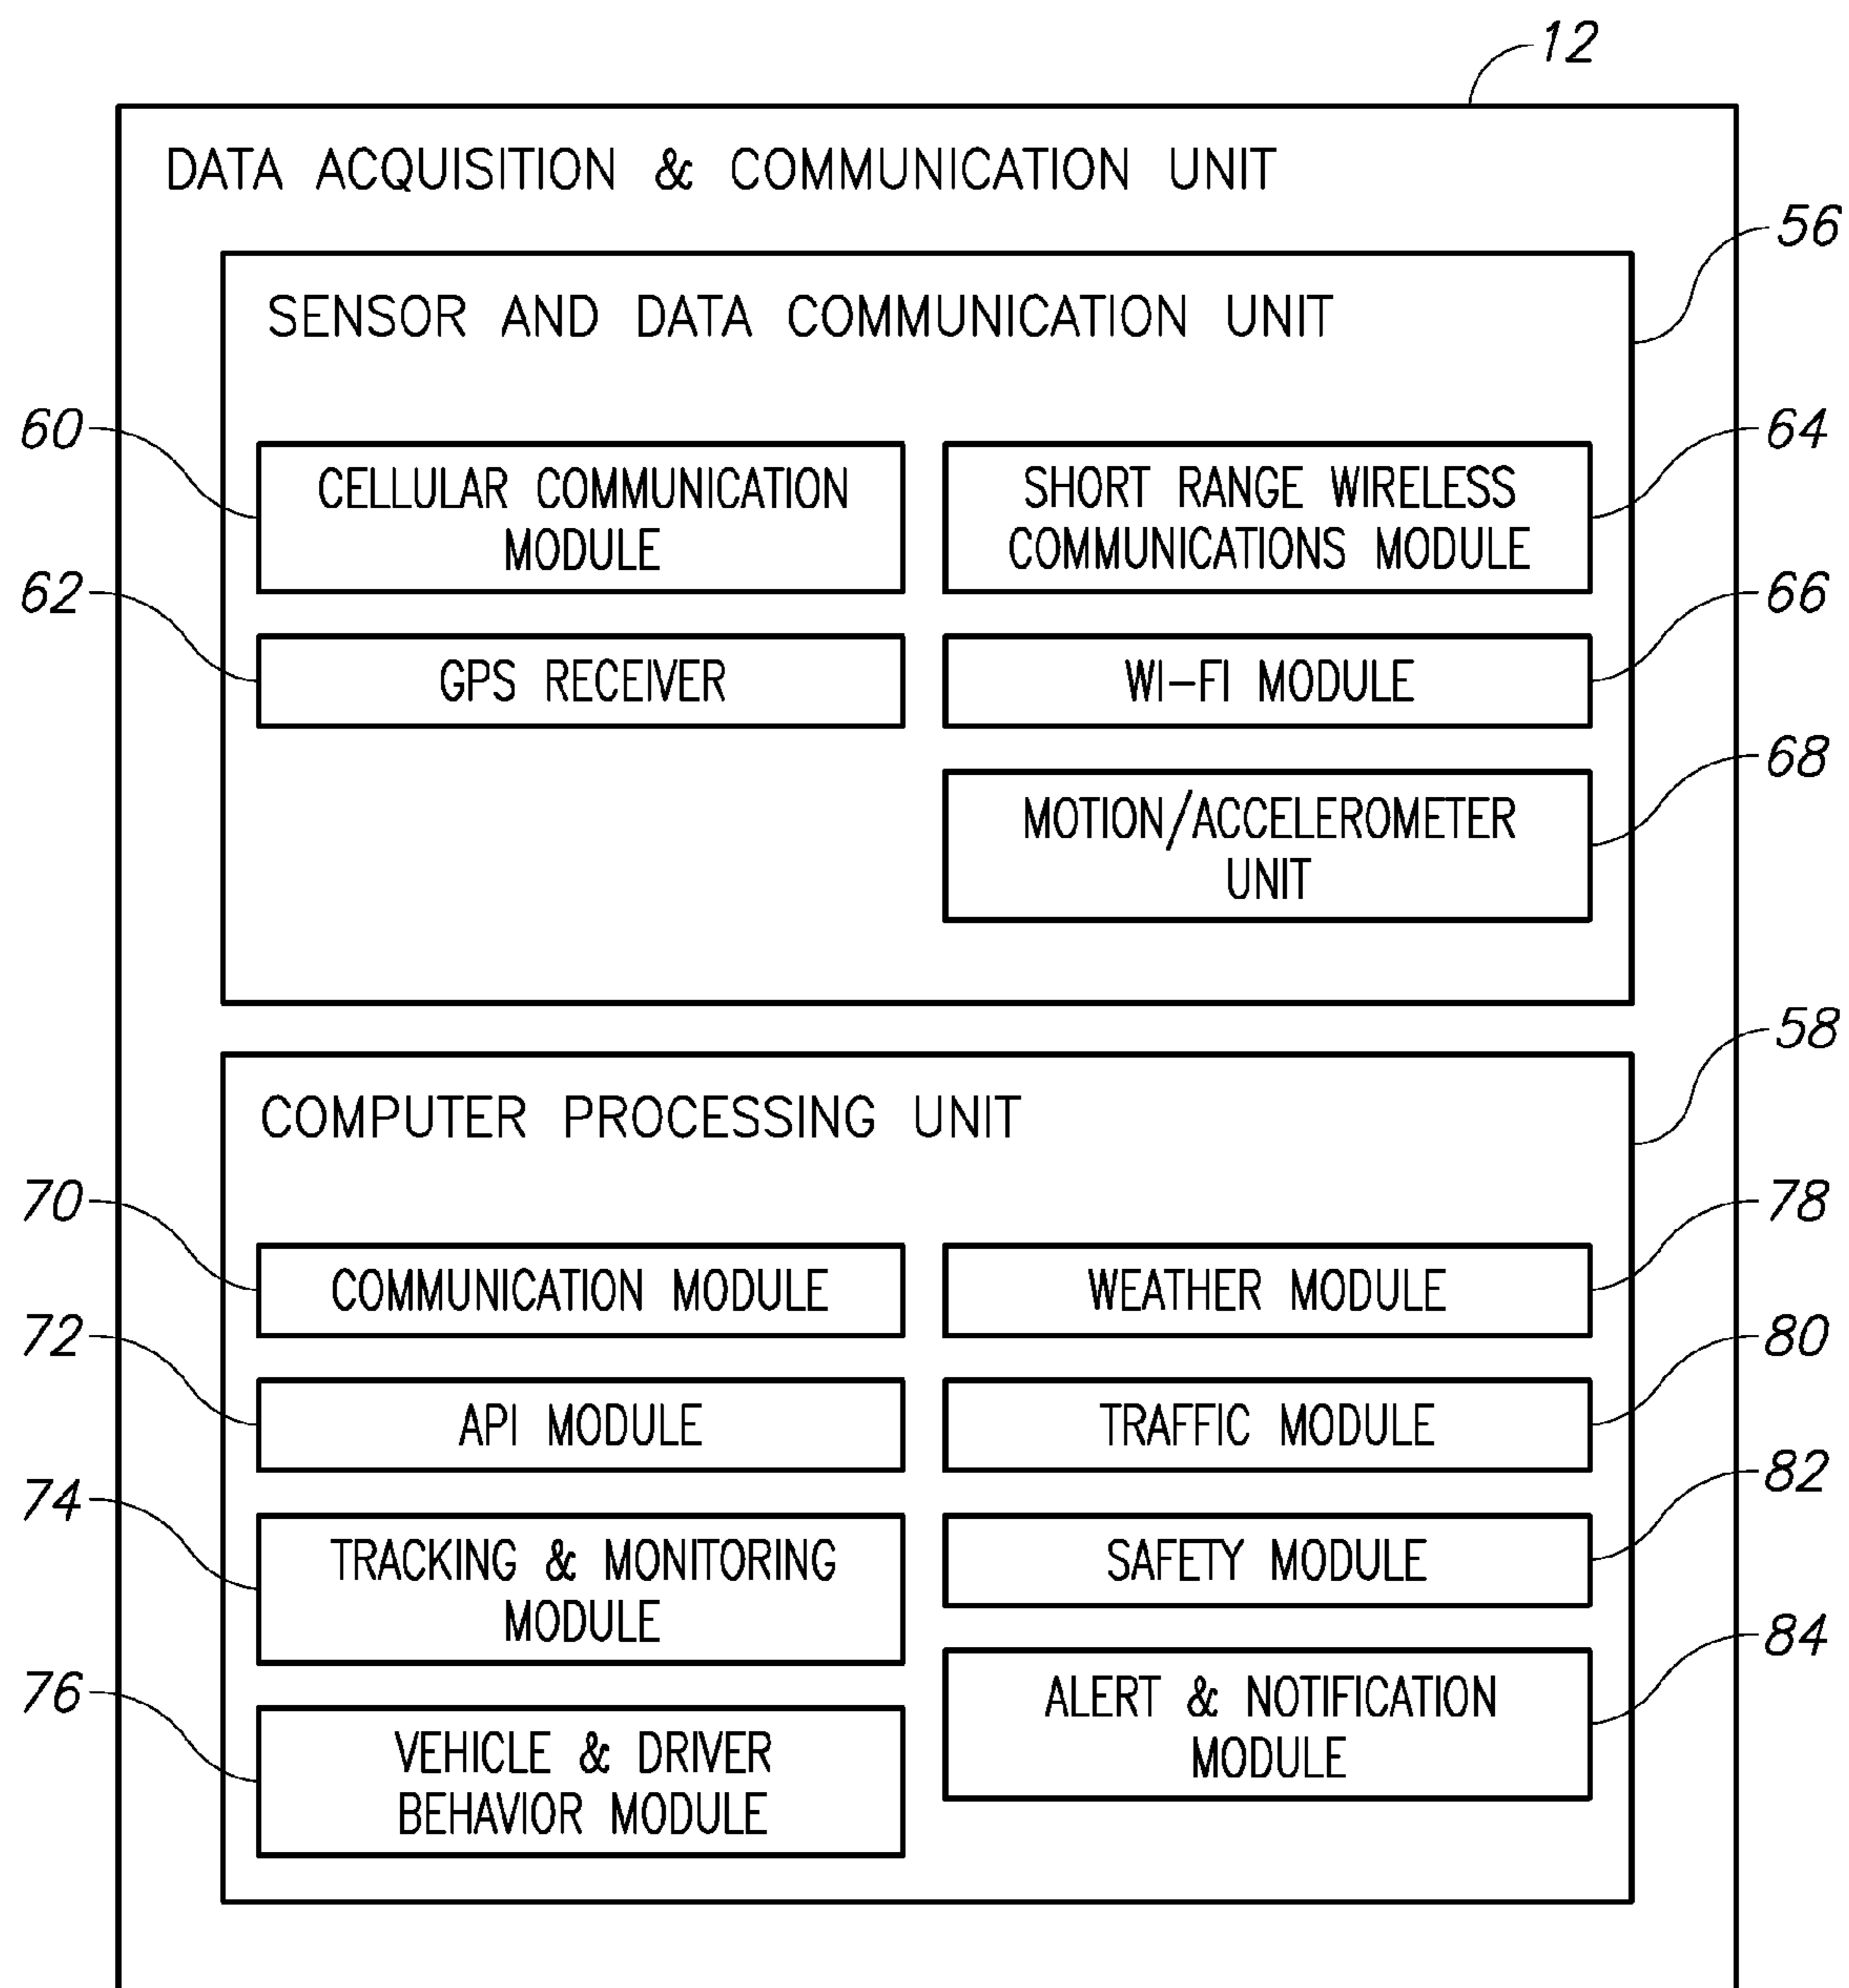 12
DATA ACQUISITION & COMMUNICATION UNIT
56
SENSOR AND DATA COMMUNICATION UNIT
60
CELLULAR COMMUNICATION
MODULE
64
SHORT RANGE WIRELESS
COMMUNICATIONS MODULE
62
GPS RECEIVER
66
WI-FI MODULE
68
MOTION/ACCELEROMETER
UNIT
58
COMPUTER PROCESSING UNIT
70
COMMUNICATION MODULE
78
WEATHER MODULE
72
API MODULE
80
TRAFFIC MODULE
74
TRACKING & MONITORING
MODULE
82
SAFETY MODULE
76
VEHICLE & DRIVER
BEHAVIOR MODULE
84
ALERT & NOTIFICATION
MODULE